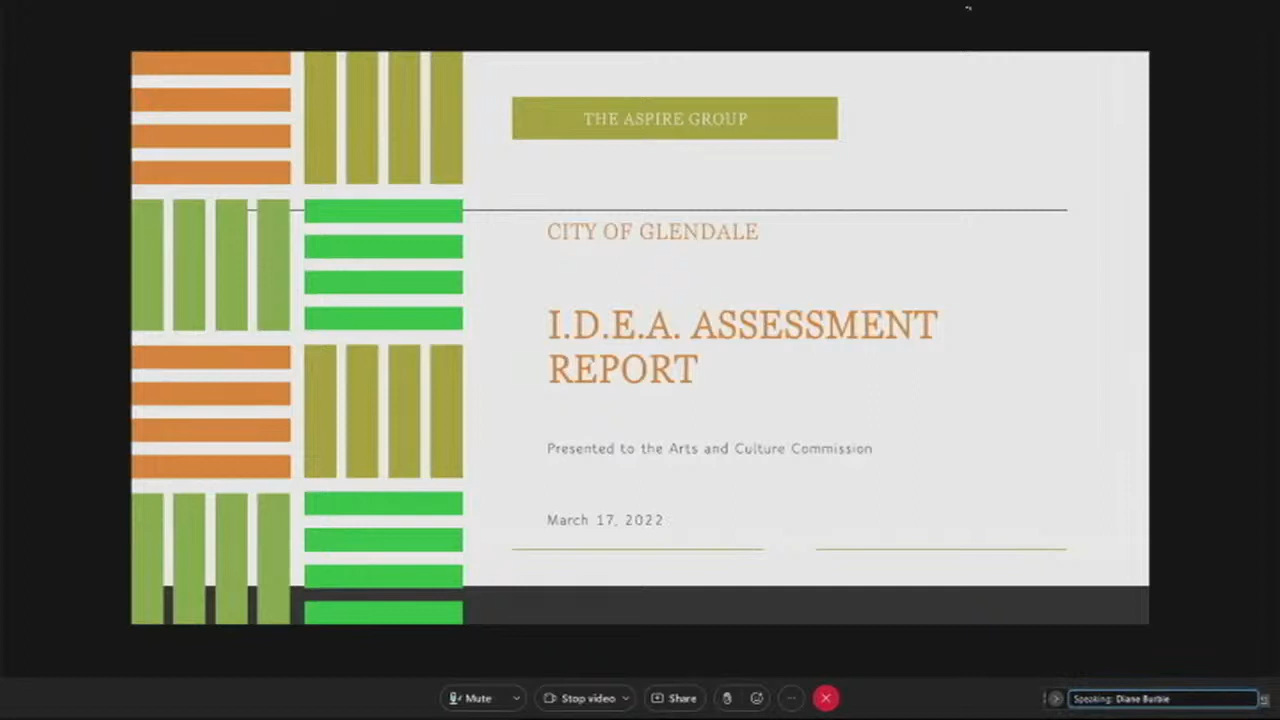 THE ASPIRE GROUP
CITY OF GLENDALE
I.D.E.A. ASSESSMENT
REPORT
Presented to the Arts and Culture Commission
March 17, 2022
Mute
Stop video
Share
Speaking: Diane Burbie